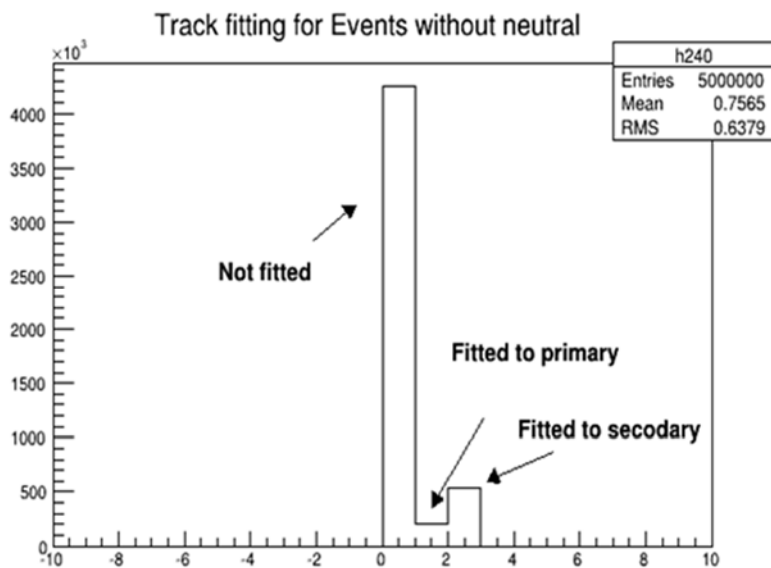 Track fitting for Events without neutral
×10³
h240
Entries 5000000
Mean 0.7565
RMS 0.6379
4000
3500
3000
2500
2000
1500
1000
500
0
Not fitted
Fitted to primary
Fitted to secodary
-10 -8 -6 -4 -2 0 2 4 6 8 10